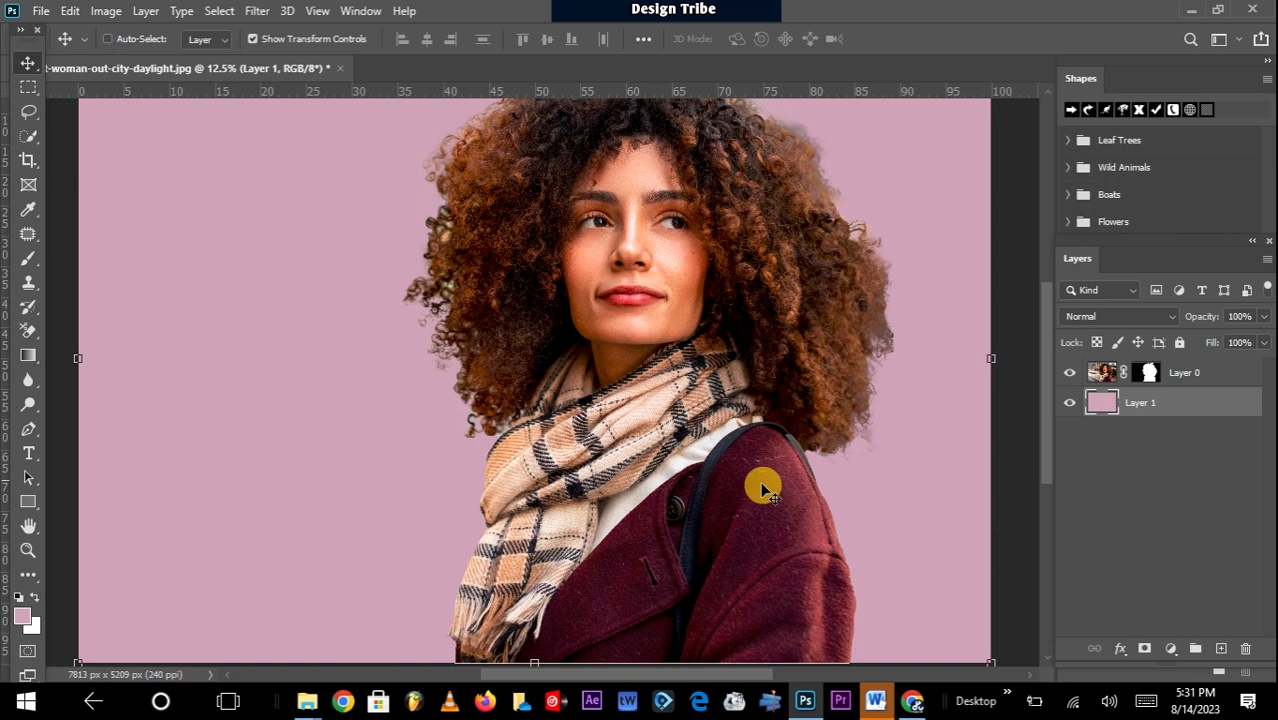 Design Tribe
Ps File Edit Image Layer Type Select Filter 3D View Window Help
Auto-Select: Layer Show Transform Controls 3D Mode:
t-woman-out-city-daylight.jpg @ 12.5% (Layer 1, RGB/8*) *
0 5 10 15 20 25 30 35 40 45 50 55 60 65 70 75 80 85 90 95 100
Shapes
Leaf Trees
Wild Animals
Boats
Flowers
Layers
Kind
Normal Opacity: 100%
Lock: Fill: 100%
Layer 0
Layer 1
7813 px x 5209 px (240 ppi)
Ae tW Ps Pr W Desktop 5:31 PM
8/14/2023